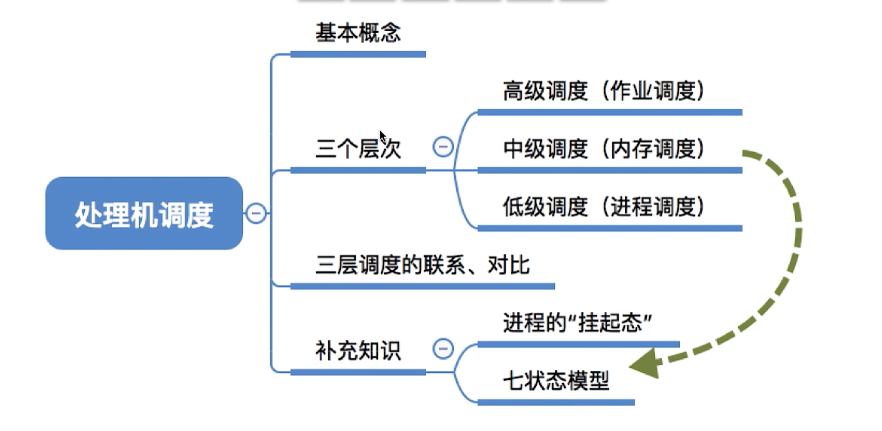 基本概念
高级调度（作业调度）
三个层次
中级调度（内存调度）
低级调度（进程调度）
处理机调度
三层调度的联系、对比
进程的“挂起态”
补充知识
七状态模型